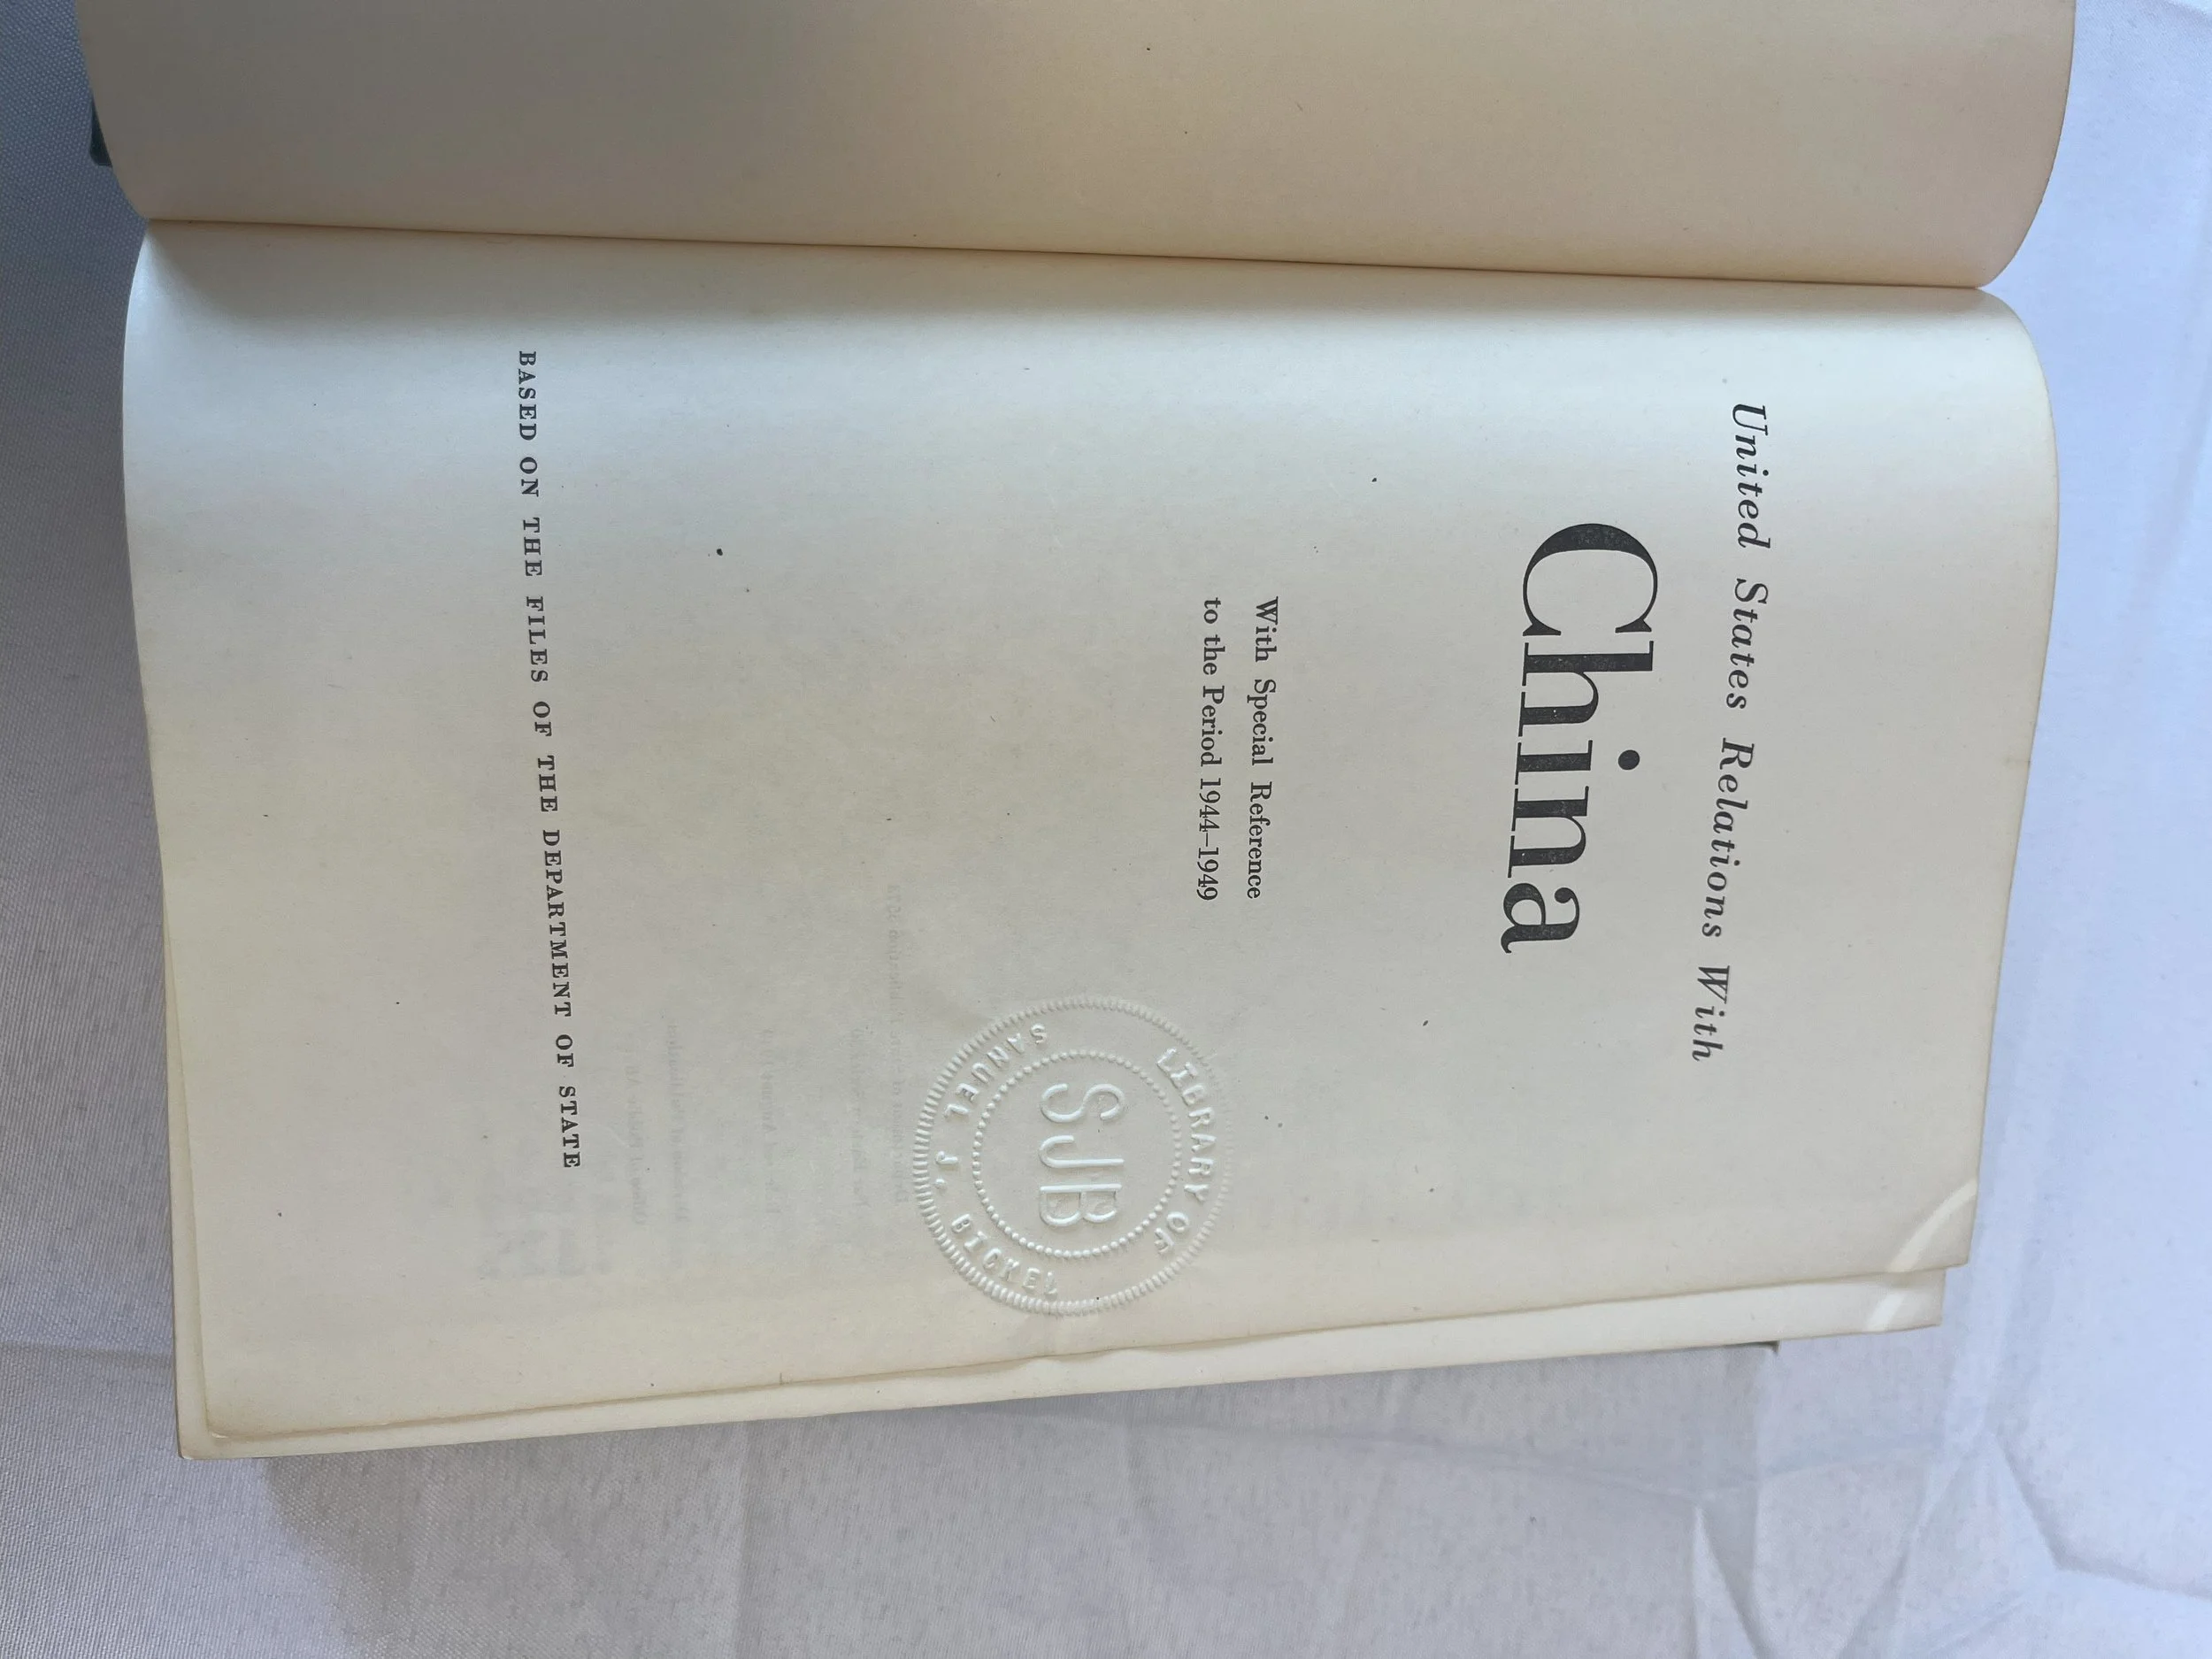 United States Relations With
China
With Special Reference
to the Period 1944–1949
LIBRARY OF
SJB
SAMUEL J. BICKEL
BASED ON THE FILES OF THE DEPARTMENT OF STATE